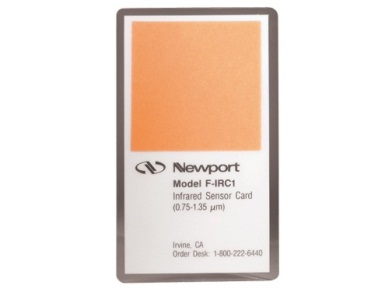 Newport
Model F-IRC1
Infrared Sensor Card
(0.75-1.35 µm)
Irvine, CA
Order Desk: 1-800-222-6440